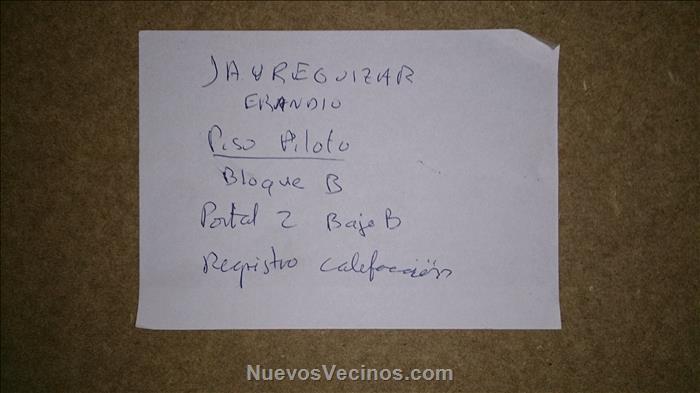 JAUREGUIZAR
ERANDIO
Piso Piloto
Bloque B
Portal 2 Bajo B
Registro calefacción
NuevosVecinos.com